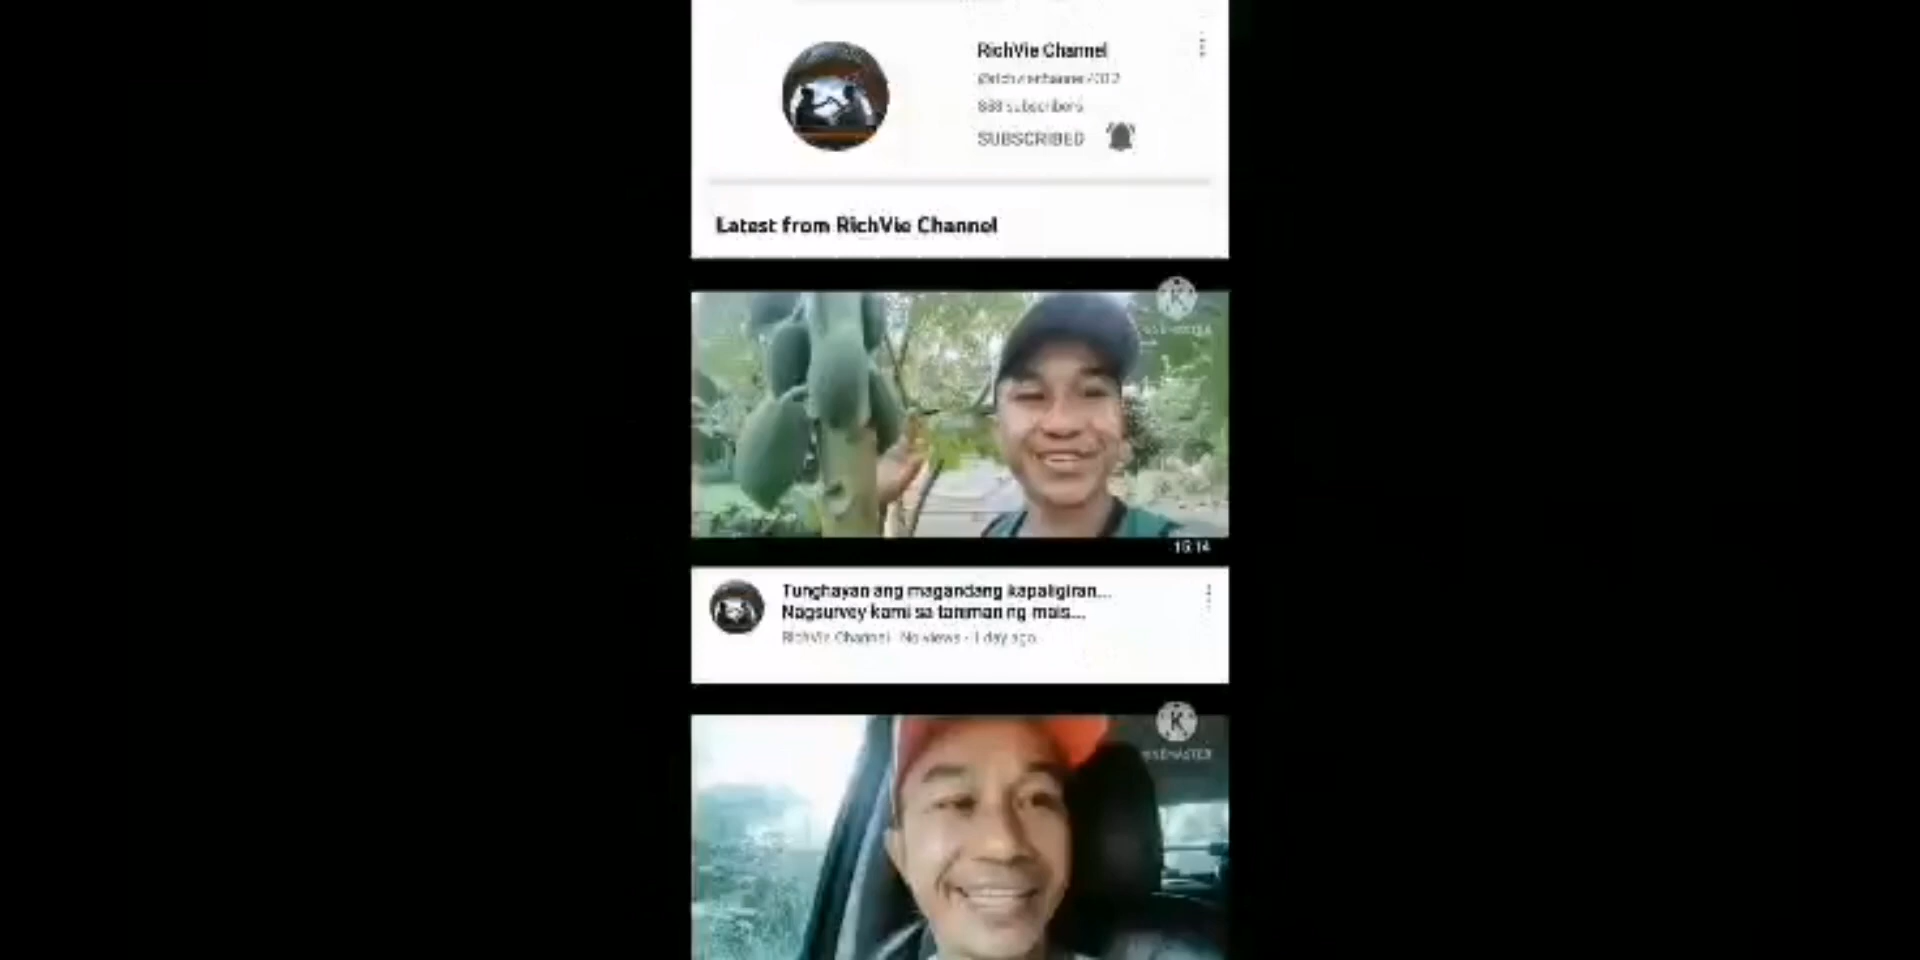 RichVie Channel
subscribers
SUBSCRIBED
Latest from RichVie Channel
K
15:14
Tunghayan ang magandang kapaligiran...
Nagsurvey kami sa taniman ng mais...
RichVie Channel · No views · 1 day ago
K
KINEMASTER